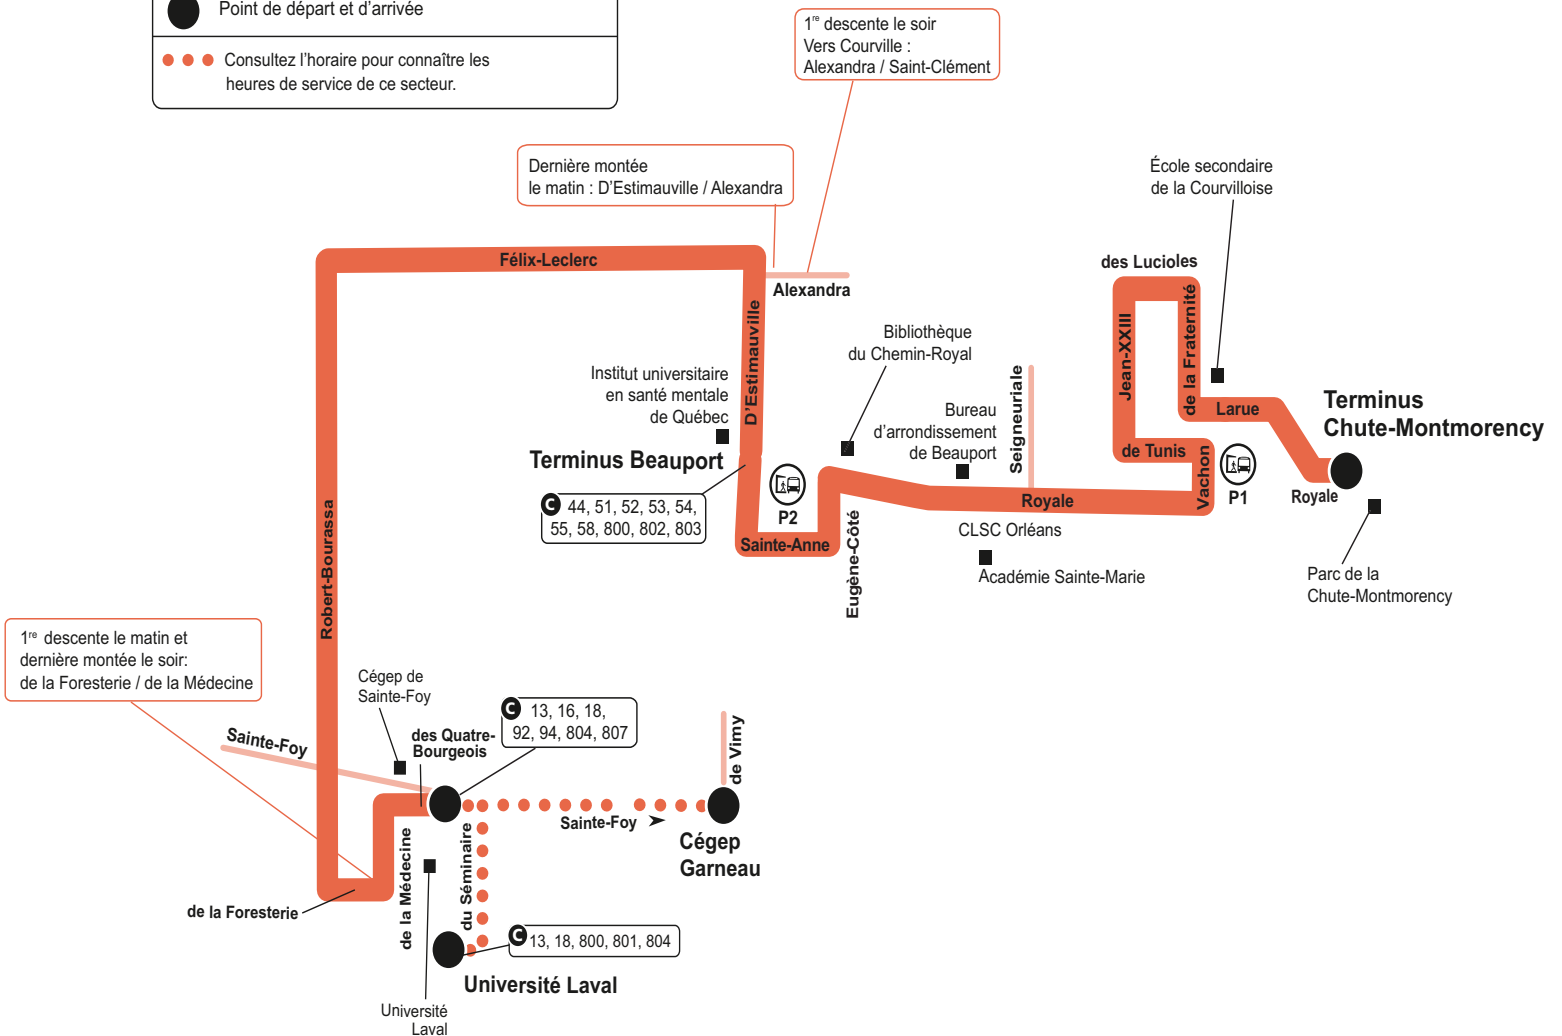 Point de départ et d'arrivée
Consultez l'horaire pour connaître les
heures de service de ce secteur.
1re descente le soir
Vers Courville :
Alexandra / Saint-Clément
Dernière montée
le matin : D'Estimauville / Alexandra
École secondaire
de la Courvilloise
Félix-Leclerc
Alexandra
des Lucioles
D'Estimauville
Jean-XXIII
de la Fraternité
Bibliothèque
du Chemin-Royal
Institut universitaire
en santé mentale
de Québec
Seigneuriale
Bureau
d'arrondissement
de Beauport
Larue
Terminus
Chute-Montmorency
Terminus Beauport
de Tunis
Vachon
P1
Royale
C 44, 51, 52, 53, 54,
55, 58, 800, 802, 803
P2
Royale
Sainte-Anne
Eugène-Côté
CLSC Orléans
Académie Sainte-Marie
Parc de la
Chute-Montmorency
Robert-Bourassa
1re descente le matin et
dernière montée le soir:
de la Foresterie / de la Médecine
Cégep de
Sainte-Foy
C 13, 16, 18,
92, 94, 804, 807
Sainte-Foy
des Quatre-
Bourgeois
de Vimy
Sainte-Foy
Cégep
Garneau
de la Médecine
du Séminaire
de la Foresterie
C 13, 18, 800, 801, 804
Université Laval
Université
Laval